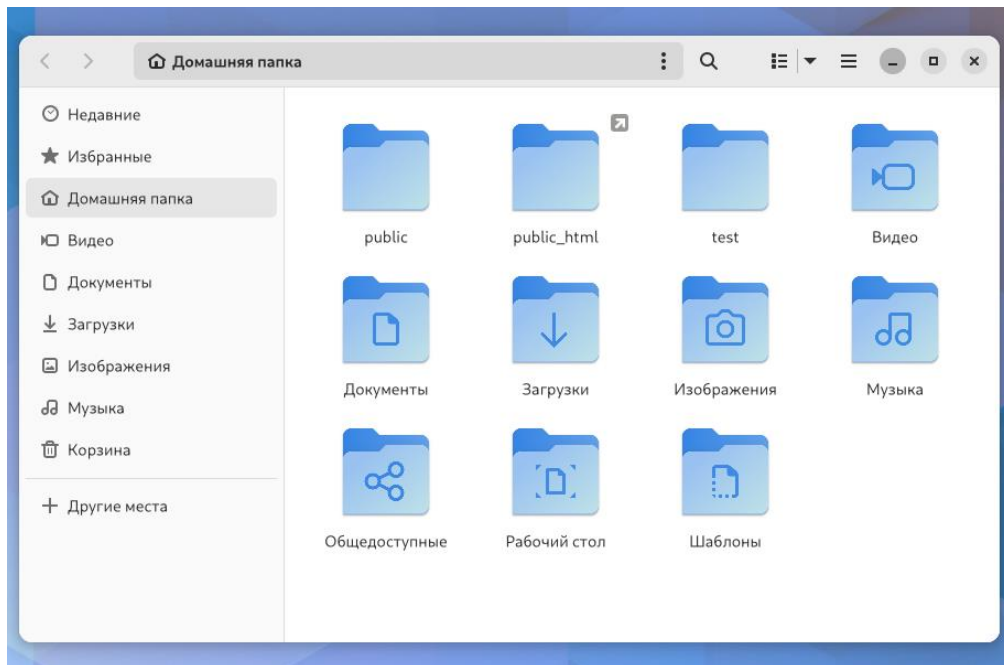 Домашняя папка
Недавние
Избранные
Домашняя папка
Видео
Документы
Загрузки
Изображения
Музыка
Корзина
Другие места
public public_html test Видео
Документы Загрузки Изображения Музыка
Общедоступные Рабочий стол Шаблоны